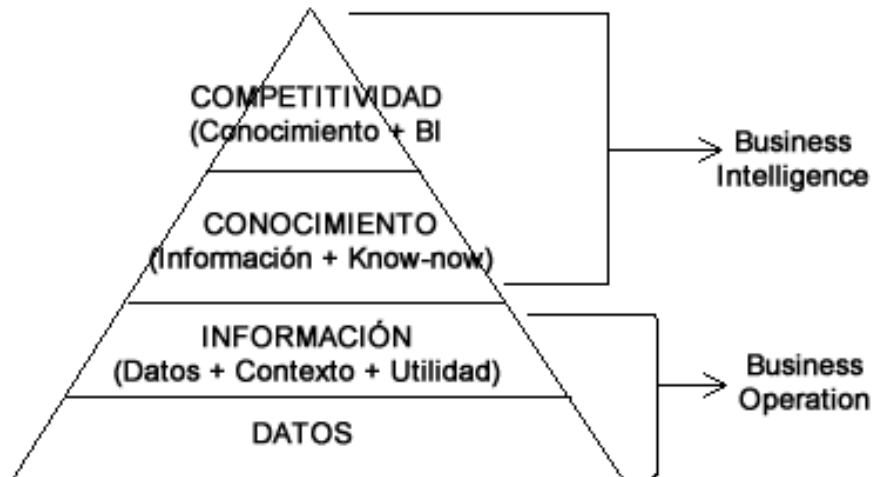 COMPETITIVIDAD
(Conocimiento + BI
Business
Intelligence
CONOCIMIENTO
(Información + Know-now)
INFORMACIÓN
(Datos + Contexto + Utilidad)
Business
Operation
DATOS